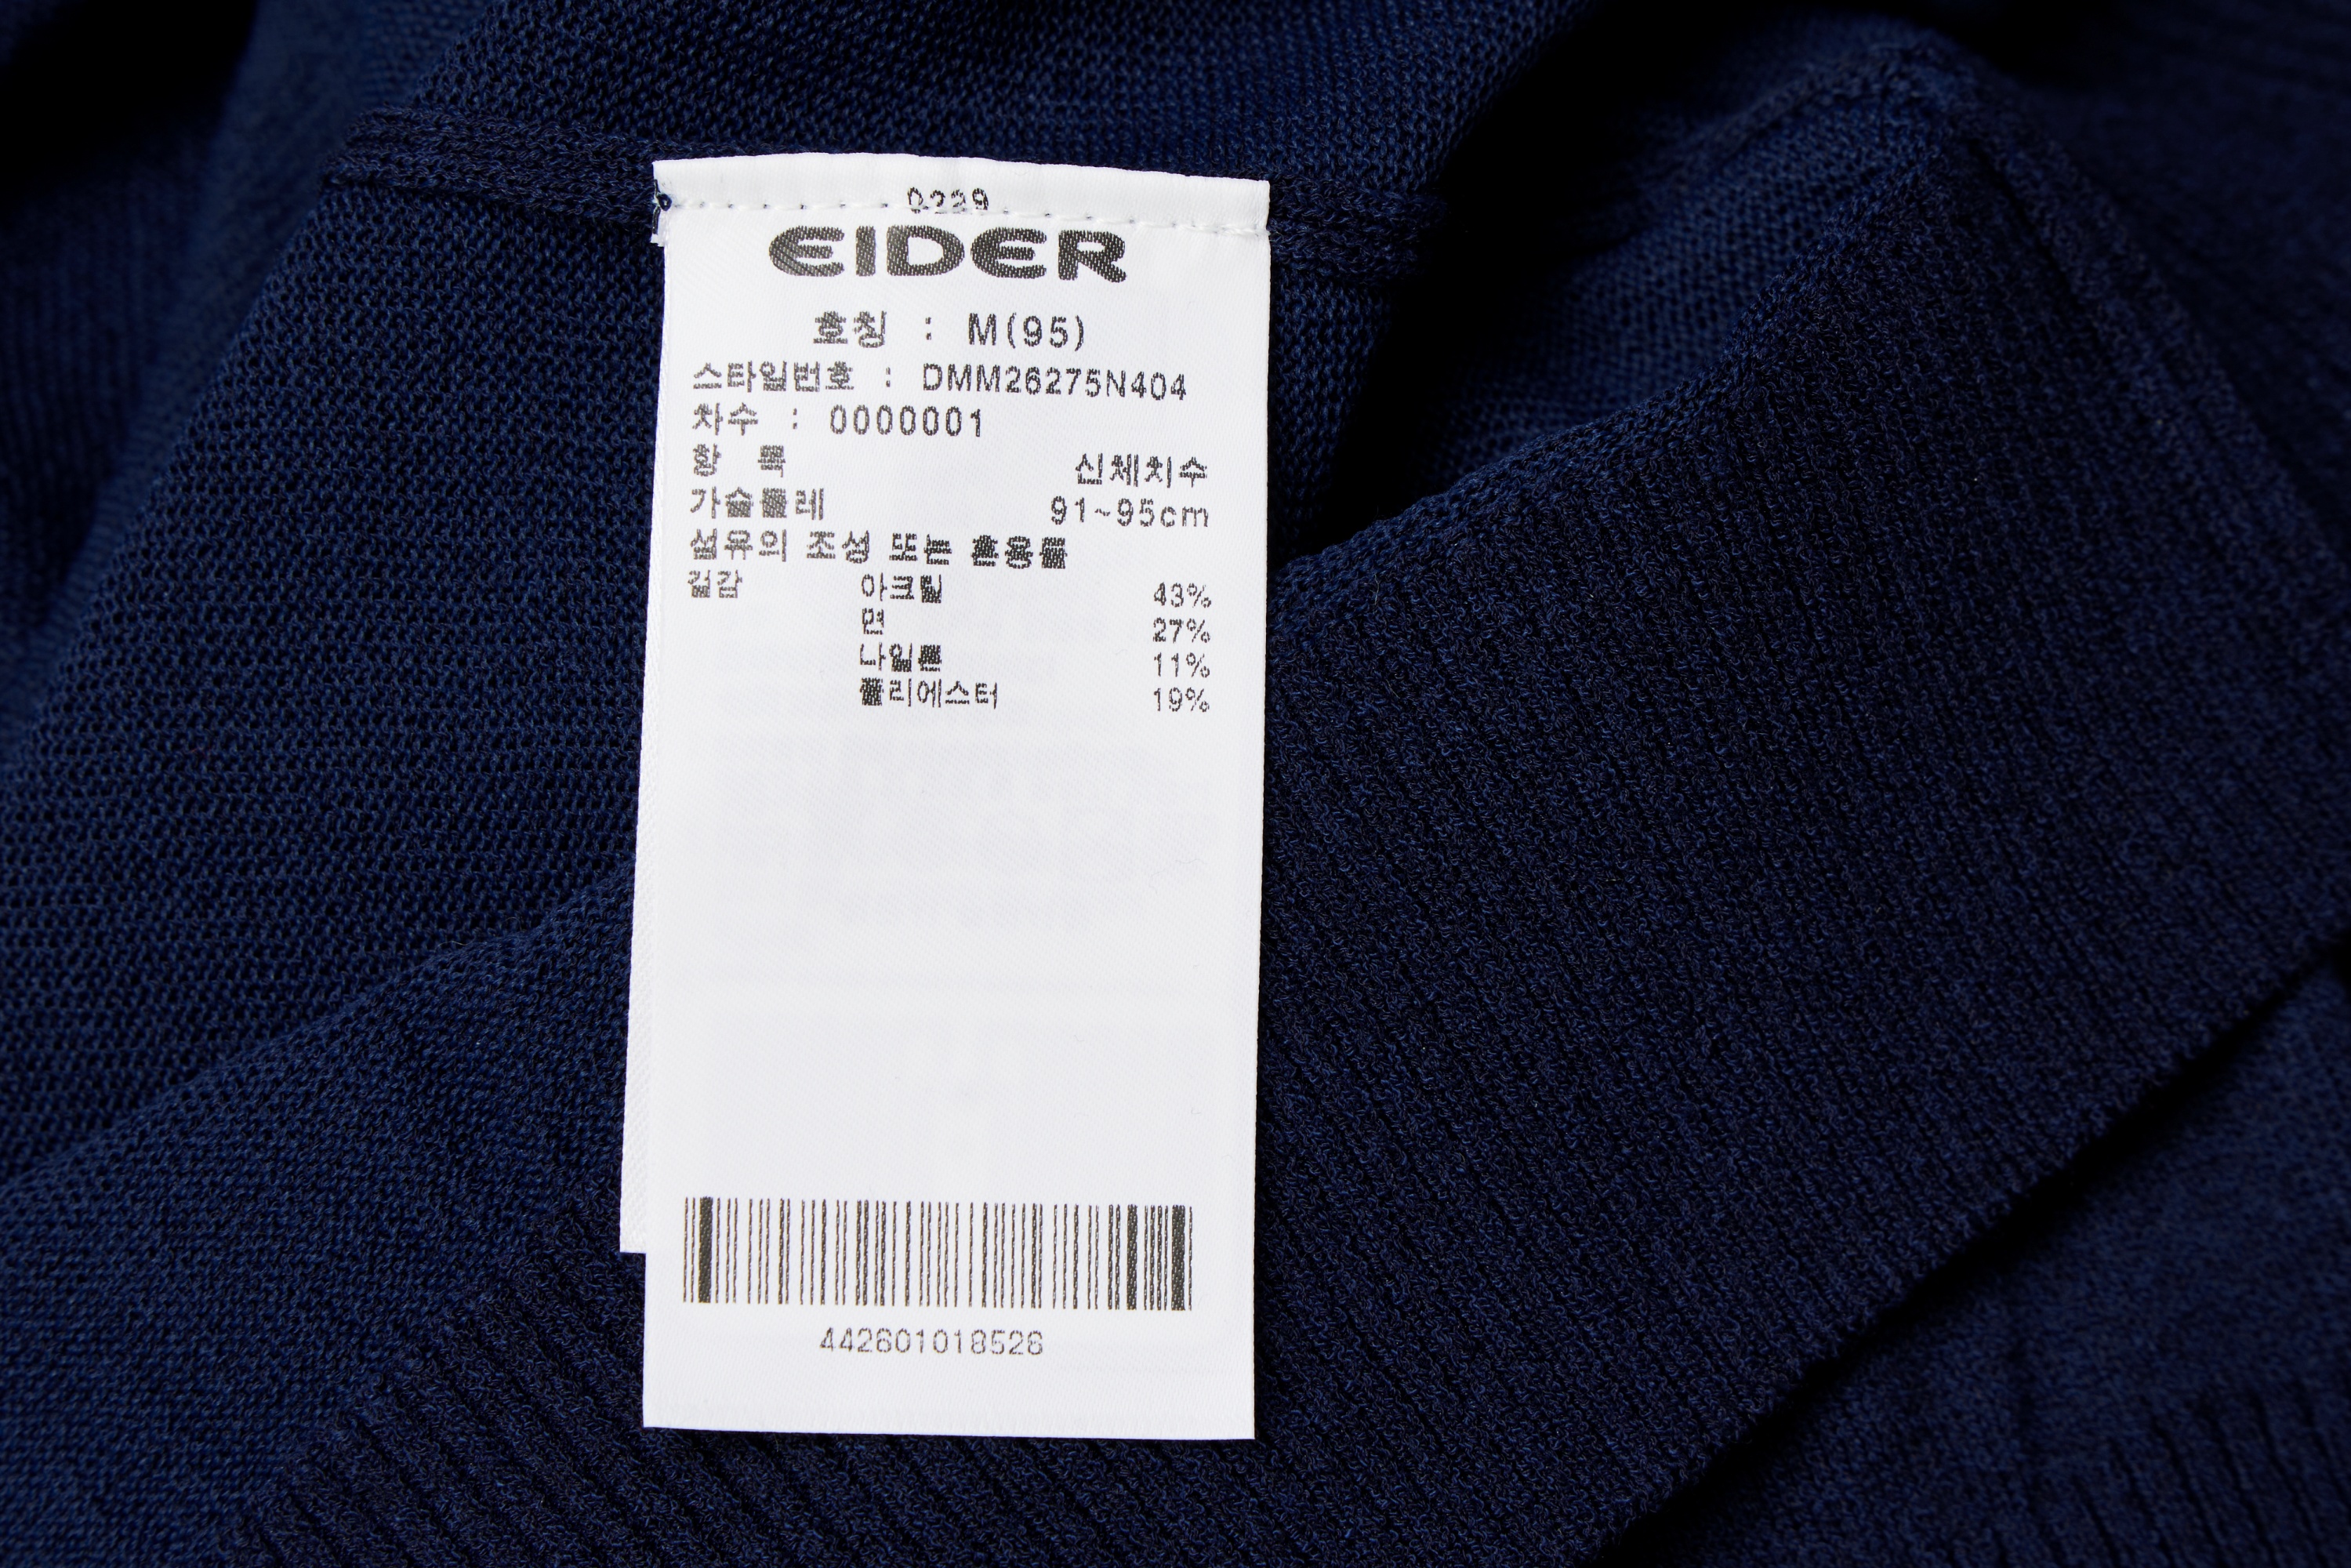 0229
EIDER
호칭 : M(95)
스타일번호 : DMM26275N404
차수 : 0000001
항 목 신체치수
가슴둘레 91~95cm
섬유의 조성 또는 혼용률
겉감 아크릴 43%
면 27%
나일론 11%
폴리에스터 19%
442601018526